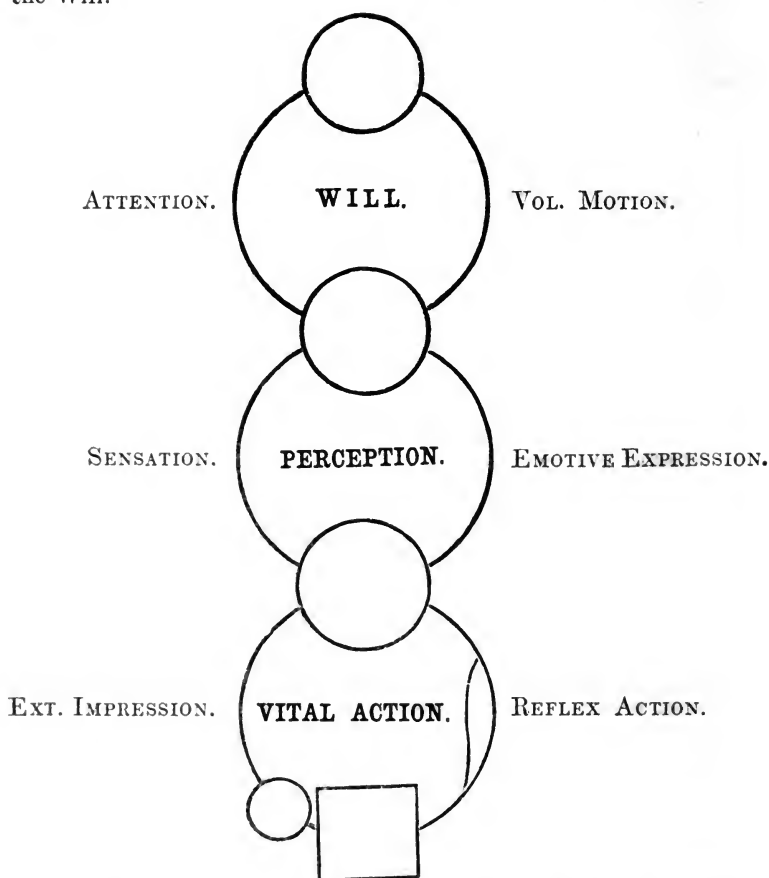 the Will.
ATTENTION. WILL. VOL. MOTION.
SENSATION. PERCEPTION. EMOTIVE EXPRESSION.
EXT. IMPRESSION. VITAL ACTION. REFLEX ACTION.